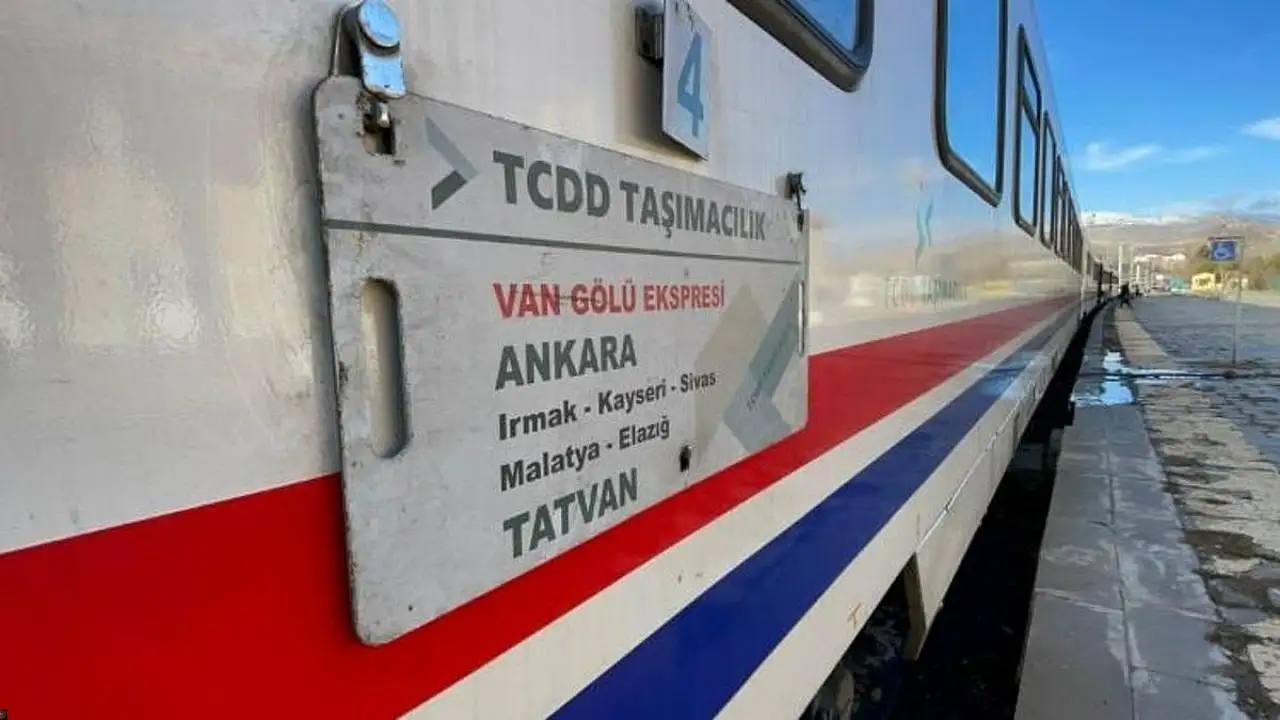 4
TCDD TAŞIMACILIK
VAN GÖLÜ EKSPRESİ
ANKARA
Irmak - Kayseri - Sivas
Malatya - Elazığ
TATVAN